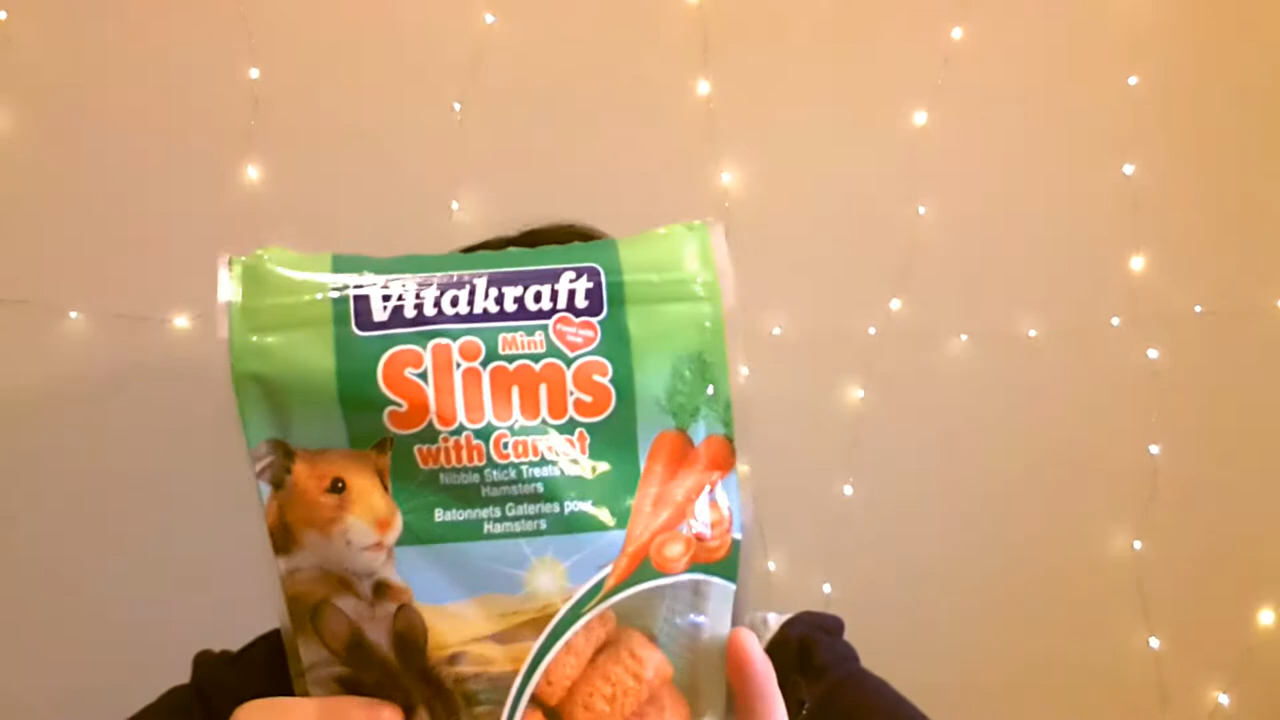 Vitakraft
Mini
Slims
with Carrot
Nibble Stick Treats
Hamsters
Batonnets Gateries pour
Hamsters